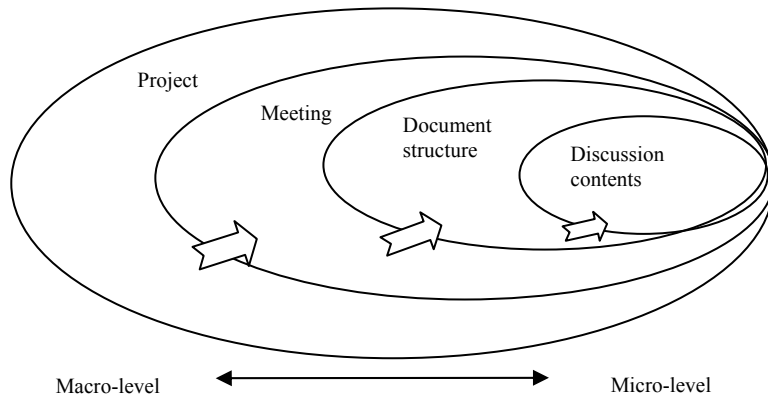 Project
Meeting
Document
structure
Discussion
contents
Macro-level
Micro-level